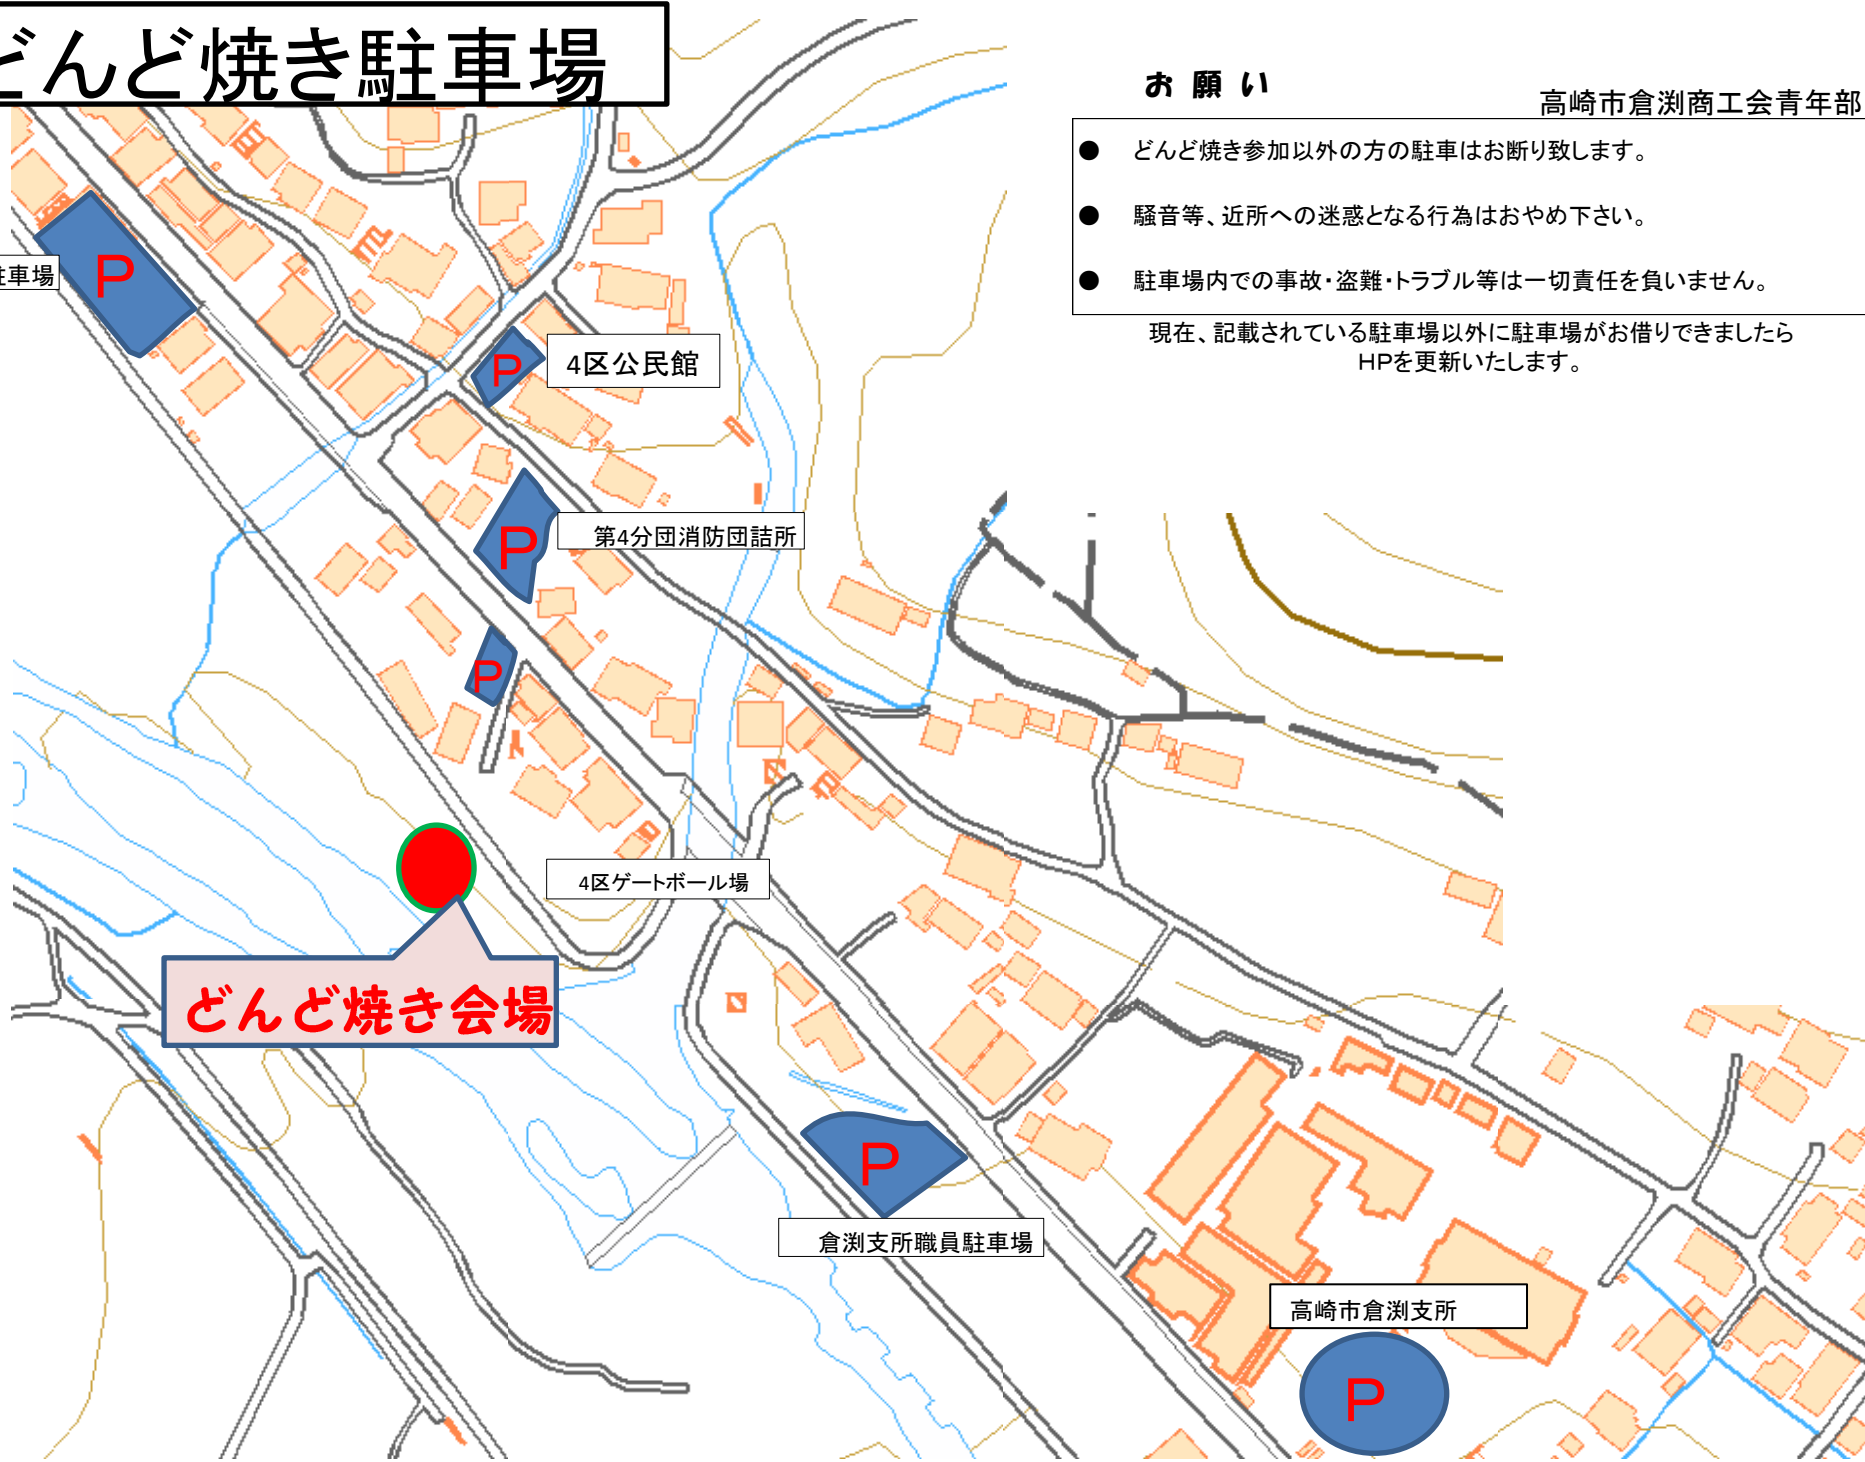 どんど焼き駐車場
お 願 い
高崎市倉渕商工会青年部
● どんど焼き参加以外の方の駐車はお断り致します。
● 騒音等、近所への迷惑となる行為はおやめ下さい。
● 駐車場内での事故・盗難・トラブル等は一切責任を負いません。
現在、記載されている駐車場以外に駐車場がお借りできましたら
HPを更新いたします。
P
駐車場
P
4区公民館
P
第4分団消防団詰所
P
4区ゲートボール場
どんど焼き会場
P
倉渕支所職員駐車場
高崎市倉渕支所
P